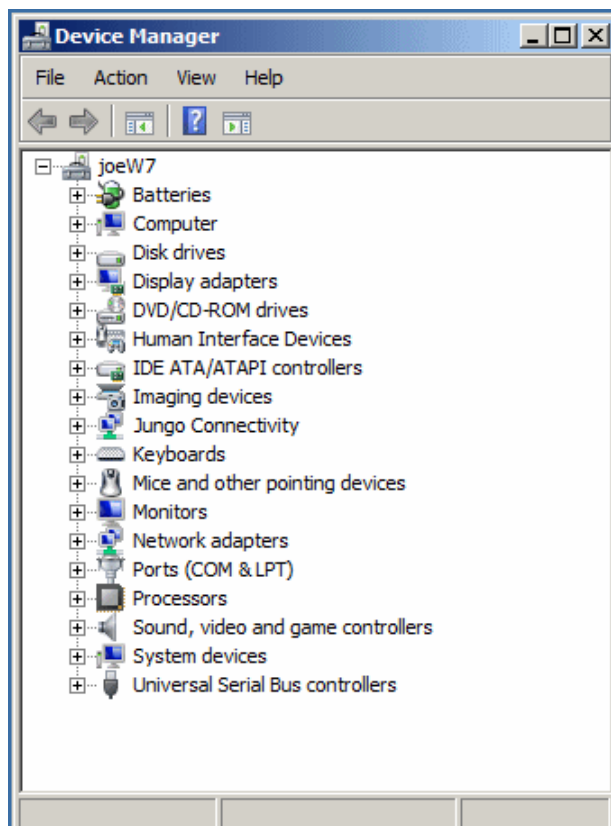 Device Manager
File Action View Help
joeW7
Batteries
Computer
Disk drives
Display adapters
DVD/CD-ROM drives
Human Interface Devices
IDE ATA/ATAPI controllers
Imaging devices
Jungo Connectivity
Keyboards
Mice and other pointing devices
Monitors
Network adapters
Ports (COM & LPT)
Processors
Sound, video and game controllers
System devices
Universal Serial Bus controllers